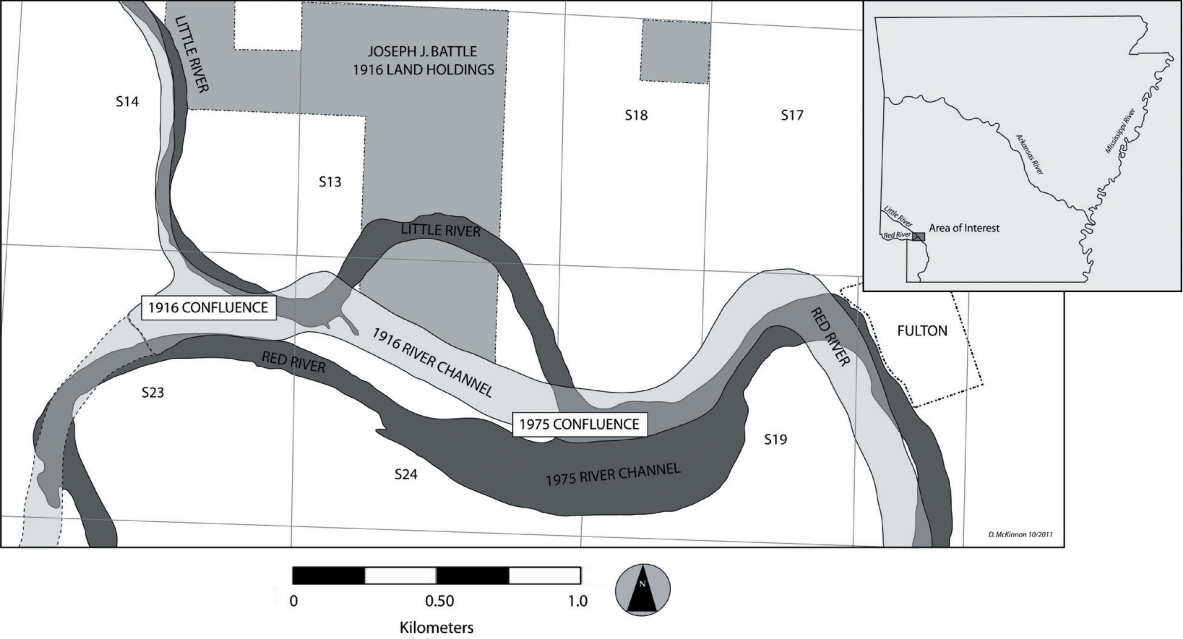 LITTLE RIVER
JOSEPH J. BATTLE
1916 LAND HOLDINGS
S14
S18
S17
S13
LITTLE RIVER
1916 CONFLUENCE
1916 RIVER CHANNEL
RED RIVER
RED RIVER
FULTON
S23
1975 CONFLUENCE
S19
S24
1975 RIVER CHANNEL
D. McKinnon 10/2011
Arkansas River
Mississippi River
Little River
Red River
Area of Interest
N
0
0.50
1.0
Kilometers